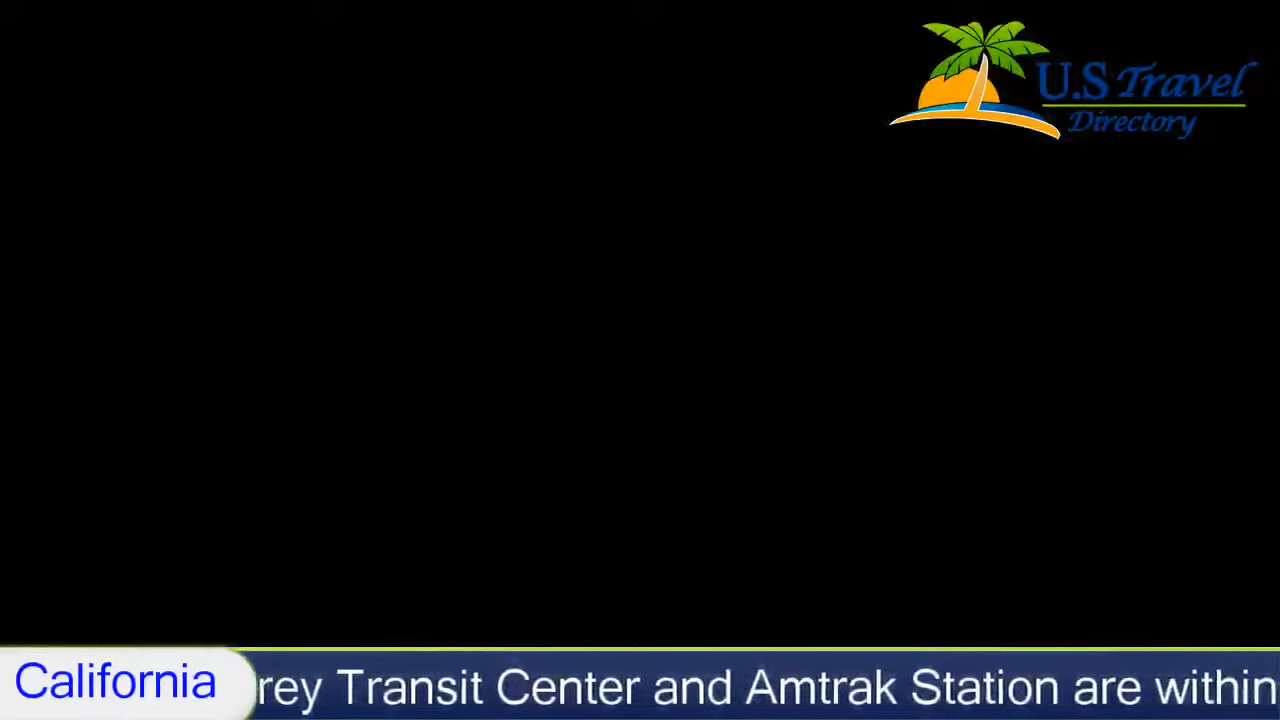 U.S Travel
Directory
California
rey Transit Center and Amtrak Station are within